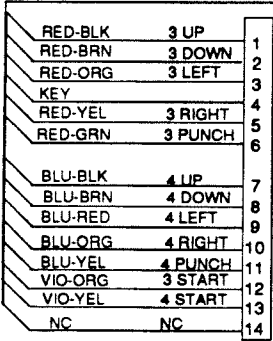 RED-BLK 3 UP 1
RED-BRN 3 DOWN 2
RED-ORG 3 LEFT 3
KEY 4
RED-YEL 3 RIGHT 5
RED-GRN 3 PUNCH 6
BLU-BLK 4 UP 7
BLU-BRN 4 DOWN 8
BLU-RED 4 LEFT 9
BLU-ORG 4 RIGHT 10
BLU-YEL 4 PUNCH 11
VIO-ORG 3 START 12
VIO-YEL 4 START 13
NC NC 14